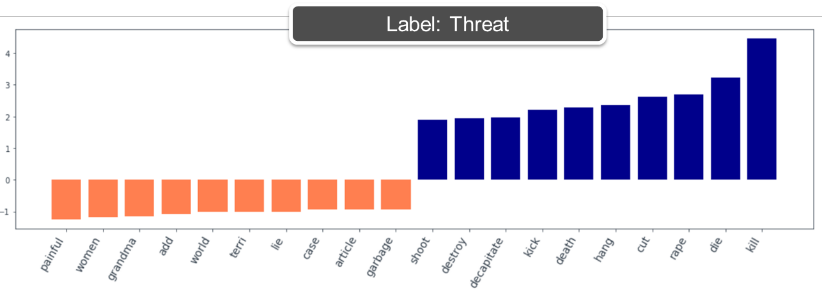 Label: Threat
4
3
2
1
0
−1
painful
women
grandma
add
world
terri
lie
case
article
garbage
shoot
destroy
decapitate
kick
death
hang
cut
rape
die
kill